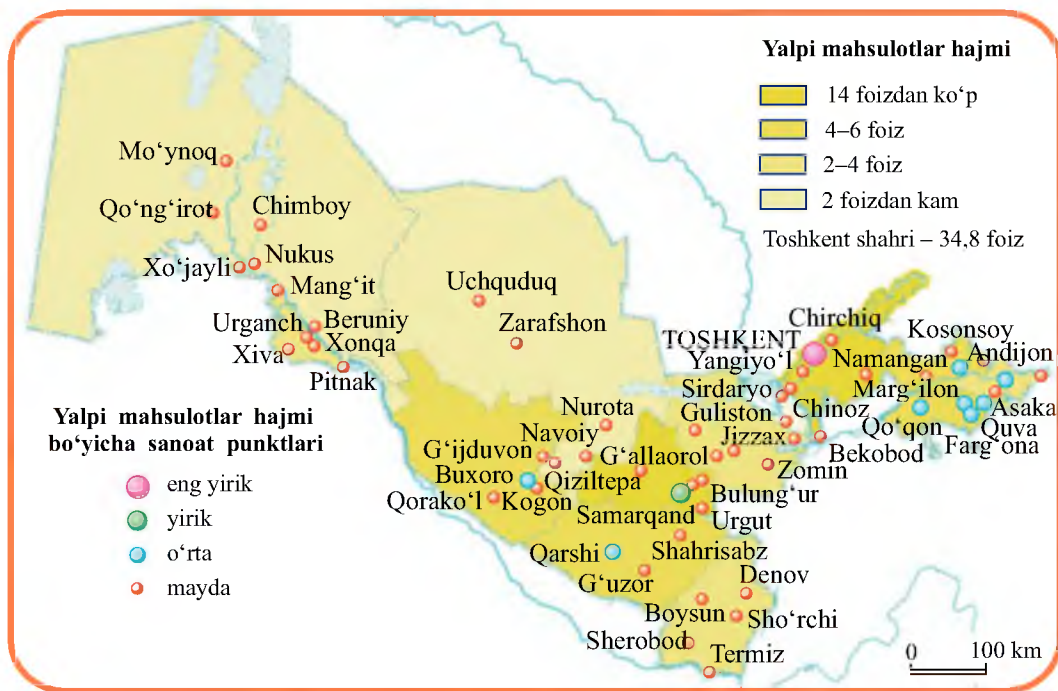 Yalpi mahsulotlar hajmi
14 foizdan ko‘p
4–6 foiz
2–4 foiz
2 foizdan kam
Toshkent shahri – 34,8 foiz
Mo‘ynoq
Qo‘ng‘irot
Chimboy
Nukus
Xo‘jayli
Mang‘it
Uchquduq
Urganch
Beruniy
Zarafshon
Xiva
Xonqa
Pitnak
Chirchiq
TOSHKENT
Kosonsoy
Yangiyo‘l
Namangan
Andijon
Sirdaryo
Marg‘ilon
Nurota
Guliston
Chinoz
Asaka
Navoiy
Jizzax
Qo‘qon
Quva
G‘ijduvon
G‘allaorol
Bekobod
Farg‘ona
Buxoro
Qiziltepa
Zomin
Qorako‘l
Kogon
Bulung‘ur
Samarqand
Urgut
Qarshi
Shahrisabz
G‘uzor
Denov
Boysun
Sho‘rchi
Sherobod
Termiz
Yalpi mahsulotlar hajmi
bo‘yicha sanoat punktlari
eng yirik
yirik
o‘rta
mayda
0 100 km